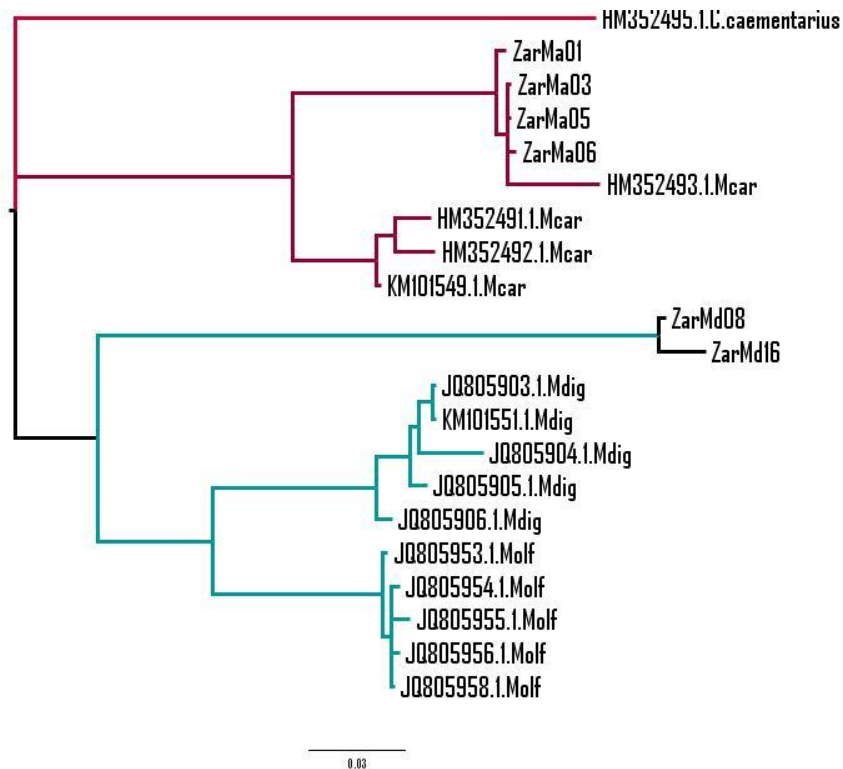 HM352495.1.C.caementarius
ZarMa01
ZarMa03
ZarMa05
ZarMa06
HM352493.1.Mcar
HM352491.1.Mcar
HM352492.1.Mcar
KM101549.1.Mcar
ZarMd08
ZarMd16
JQ805903.1.Mdig
KM101551.1.Mdig
JQ805904.1.Mdig
JQ805905.1.Mdig
JQ805906.1.Mdig
JQ805953.1.Molf
JQ805954.1.Molf
JQ805955.1.Molf
JQ805956.1.Molf
JQ805958.1.Molf
0.03